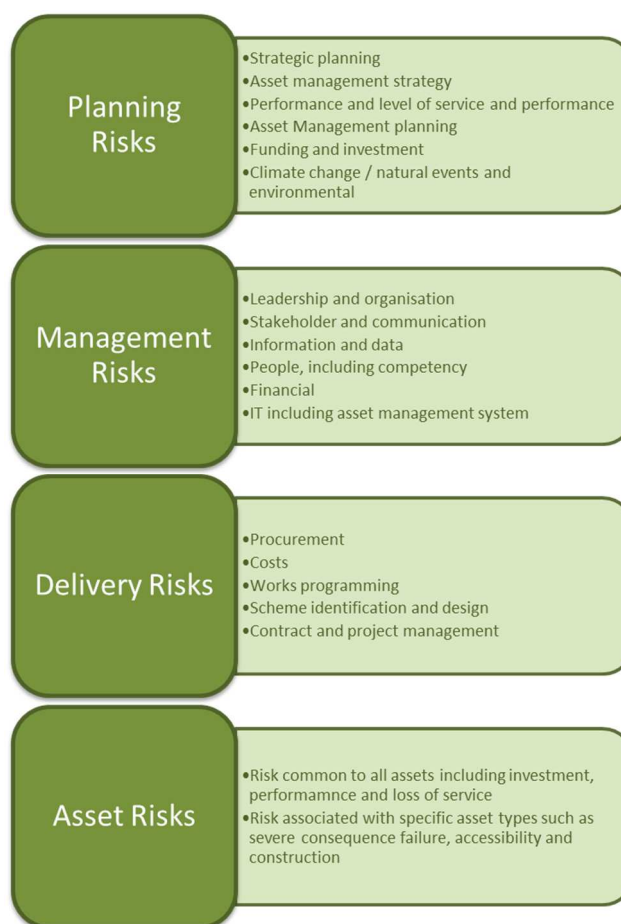 Planning
Risks
•Strategic planning
•Asset management strategy
•Performance and level of service and performance
•Asset Management planning
•Funding and investment
•Climate change / natural events and
environmental
Management
Risks
•Leadership and organisation
•Stakeholder and communication
•Information and data
•People, including competency
•Financial
•IT including asset management system
Delivery Risks
•Procurement
•Costs
•Works programming
•Scheme identification and design
•Contract and project management
Asset Risks
•Risk common to all assets including investment,
performamnce and loss of service
•Risk associated with specific asset types such as
severe consequence failure, accessibility and
construction